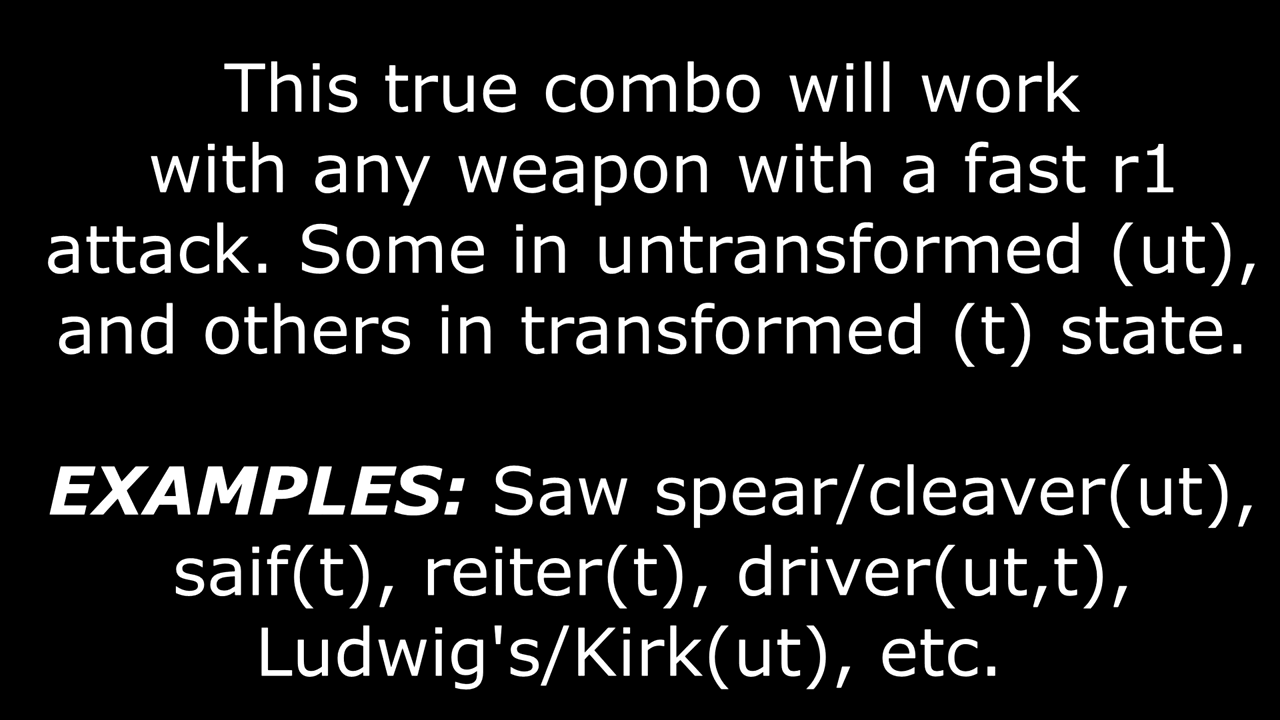 This true combo will work
with any weapon with a fast r1
attack. Some in untransformed (ut),
and others in transformed (t) state.
EXAMPLES: Saw spear/cleaver(ut),
saif(t), reiter(t), driver(ut,t),
Ludwig's/Kirk(ut), etc.